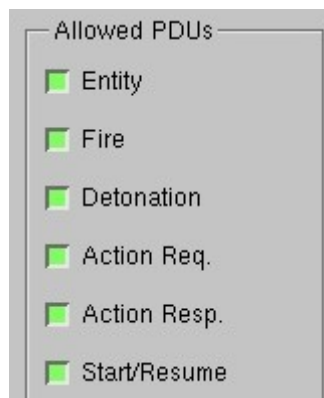 Allowed PDUs
Entity
Fire
Detonation
Action Req.
Action Resp.
Start/Resume